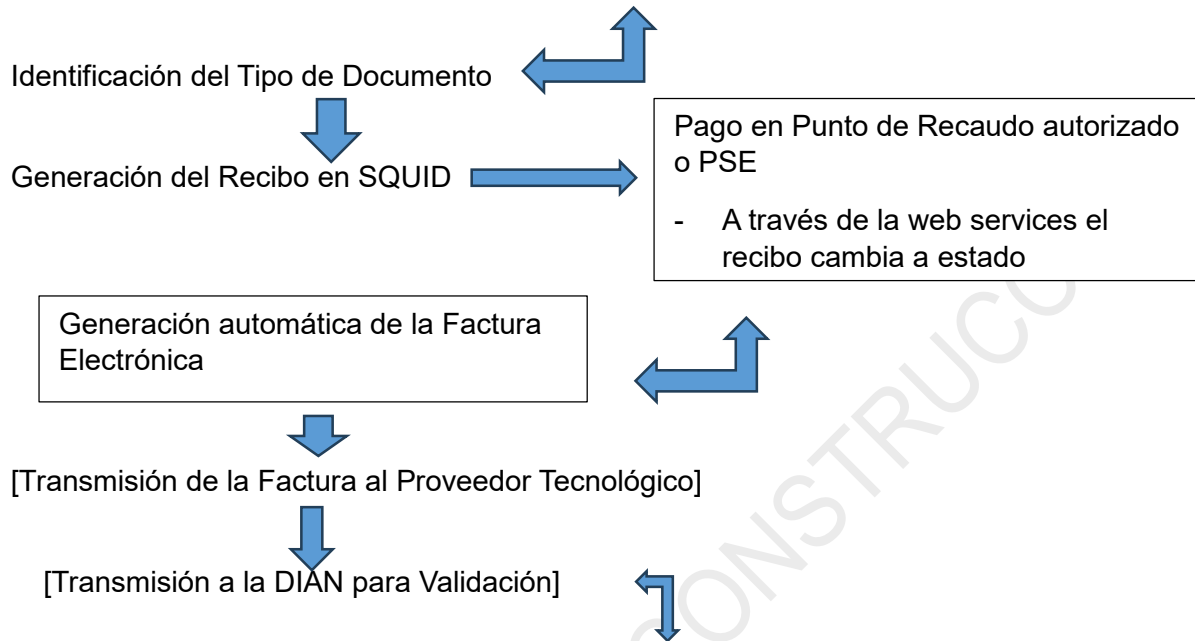 Identificación del Tipo de Documento
Generación del Recibo en SQUID
Pago en Punto de Recaudo autorizado
o PSE
- A través de la web services el
recibo cambia a estado
Generación automática de la Factura
Electrónica
[Transmisión de la Factura al Proveedor Tecnológico]
[Transmisión a la DIAN para Validación]